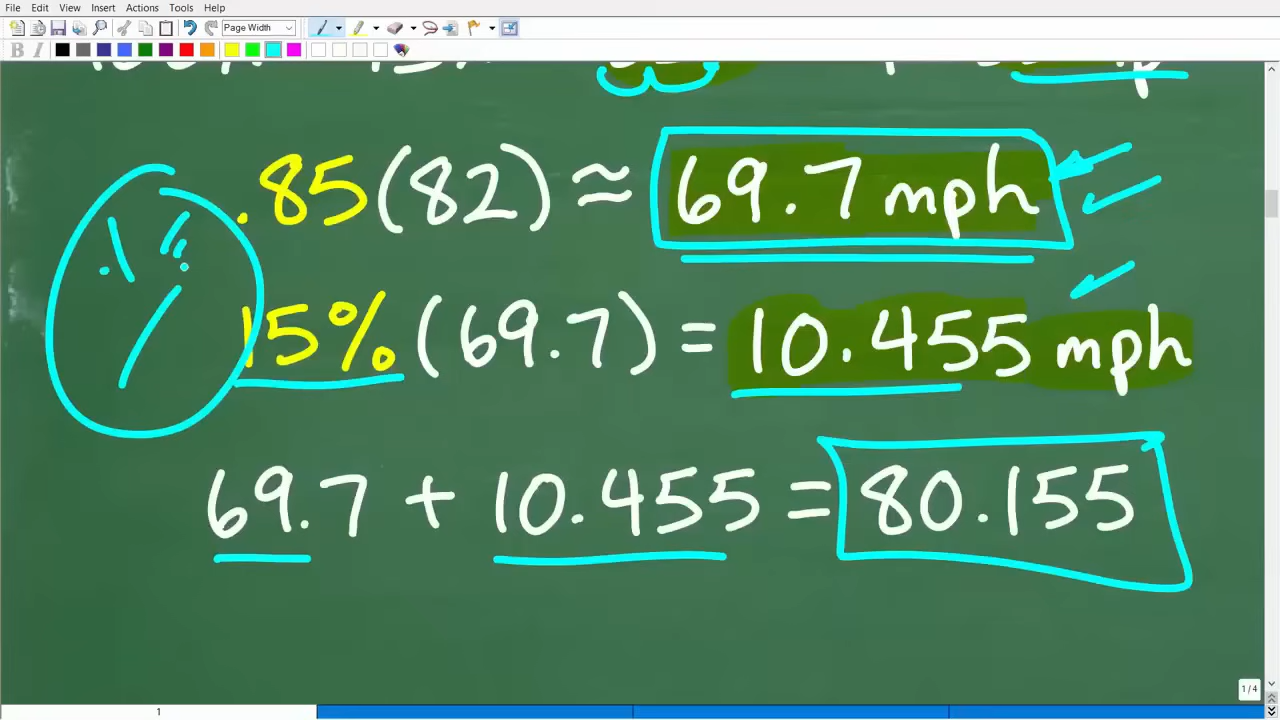 File Edit View Insert Actions Tools Help
Page Width
B I
.85(82) ≈ 69.7 mph
15% (69.7) = 10.455 mph
69.7 + 10.455 = 80.155
1 / 4
1